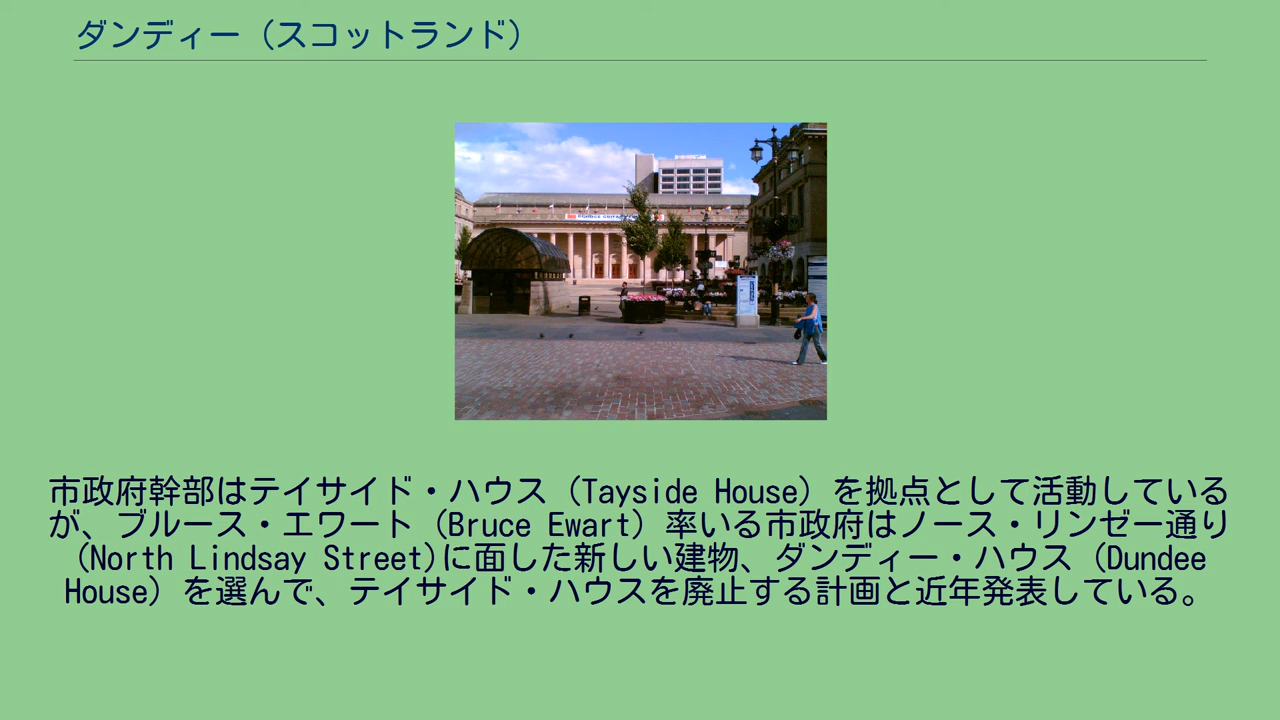 ダンディー（スコットランド）
市政府幹部はテイサイド・ハウス（Tayside House）を拠点として活動している
が、ブルース・エワート（Bruce Ewart）率いる市政府はノース・リンゼー通り
(North Lindsay Street)に面した新しい建物、ダンディー・ハウス（Dundee
House）を選んで、テイサイド・ハウスを廃止する計画と近年発表している。